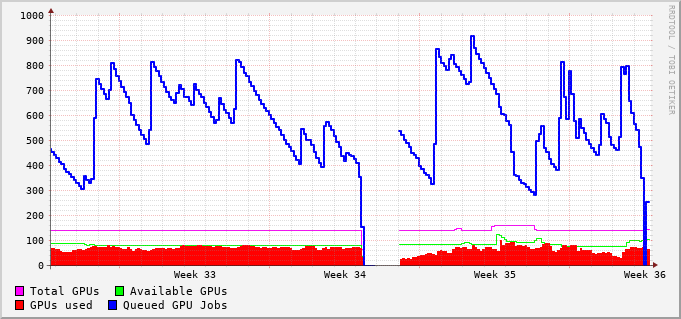 1000
900
800
700
600
500
400
300
200
100
0
Week 33 Week 34 Week 35 Week 36
Total GPUs Available GPUs
GPUs used Queued GPU Jobs
RRDTOOL / TOBI OETIKER